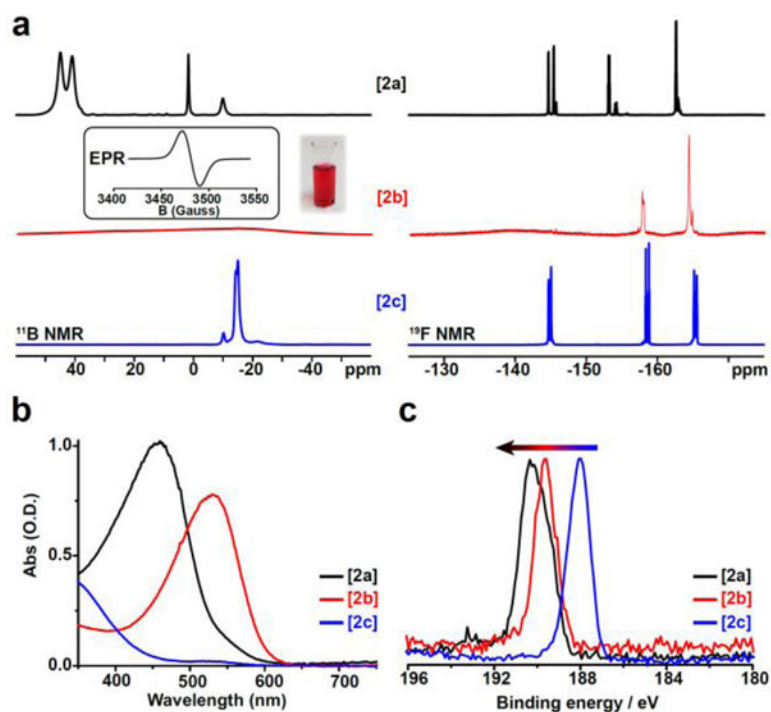 a
[2a]
EPR
3400 3450 3500 3550
B (Gauss)
[2b]
[2c]
¹¹B NMR
¹⁹F NMR
40 20 0 -20 -40 ppm
-130 -140 -150 -160 ppm
b
c
1.0
0.5
0.0
Abs (O.D.)
[2a]
[2b]
[2c]
400 500 600 700
Wavelength (nm)
[2a]
[2b]
[2c]
196 192 188 184 180
Binding energy / eV